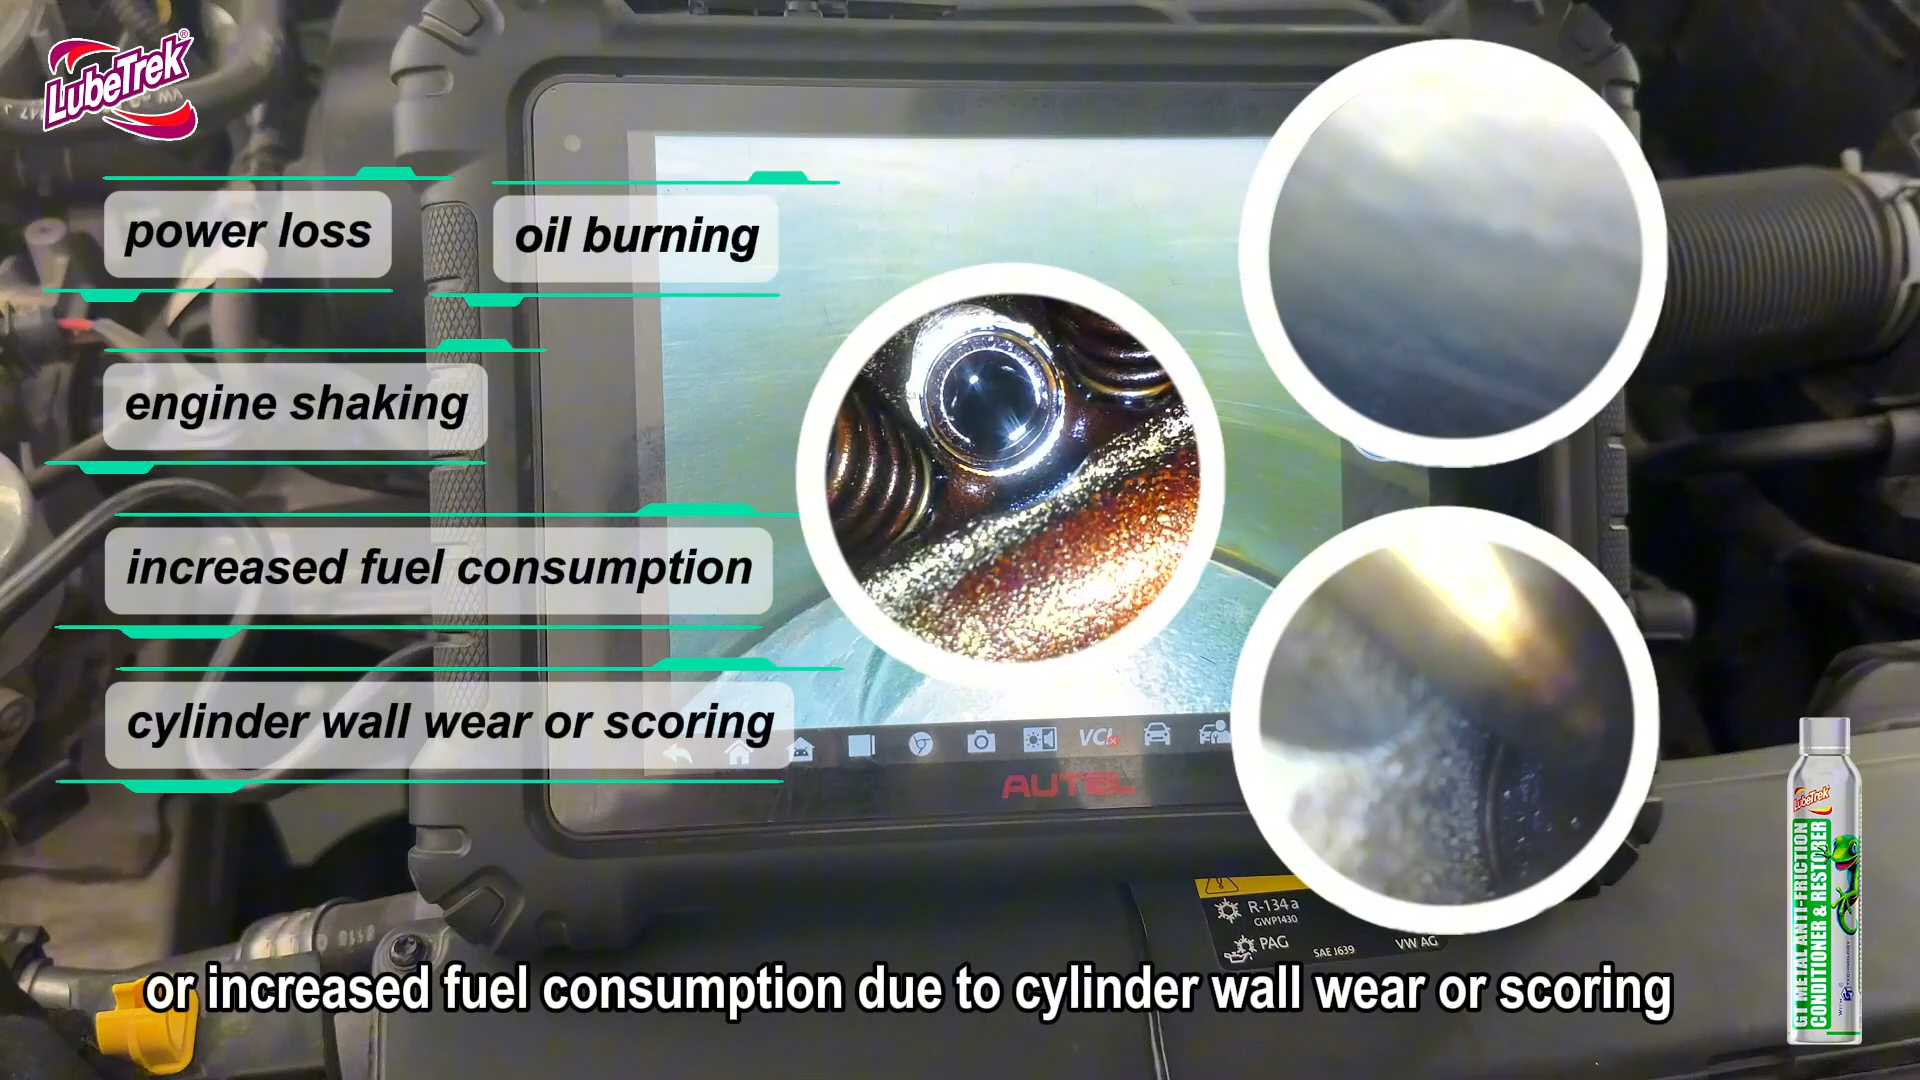 LubeTrek®
power loss
oil burning
engine shaking
increased fuel consumption
cylinder wall wear or scoring
VCI
AUTEL
R-134a
GWP1430
PAG
SAE J639
VW AG
LubeTrek
GT METAL ANTI-FRICTION
CONDITIONER & RESTORER
or increased fuel consumption due to cylinder wall wear or scoring